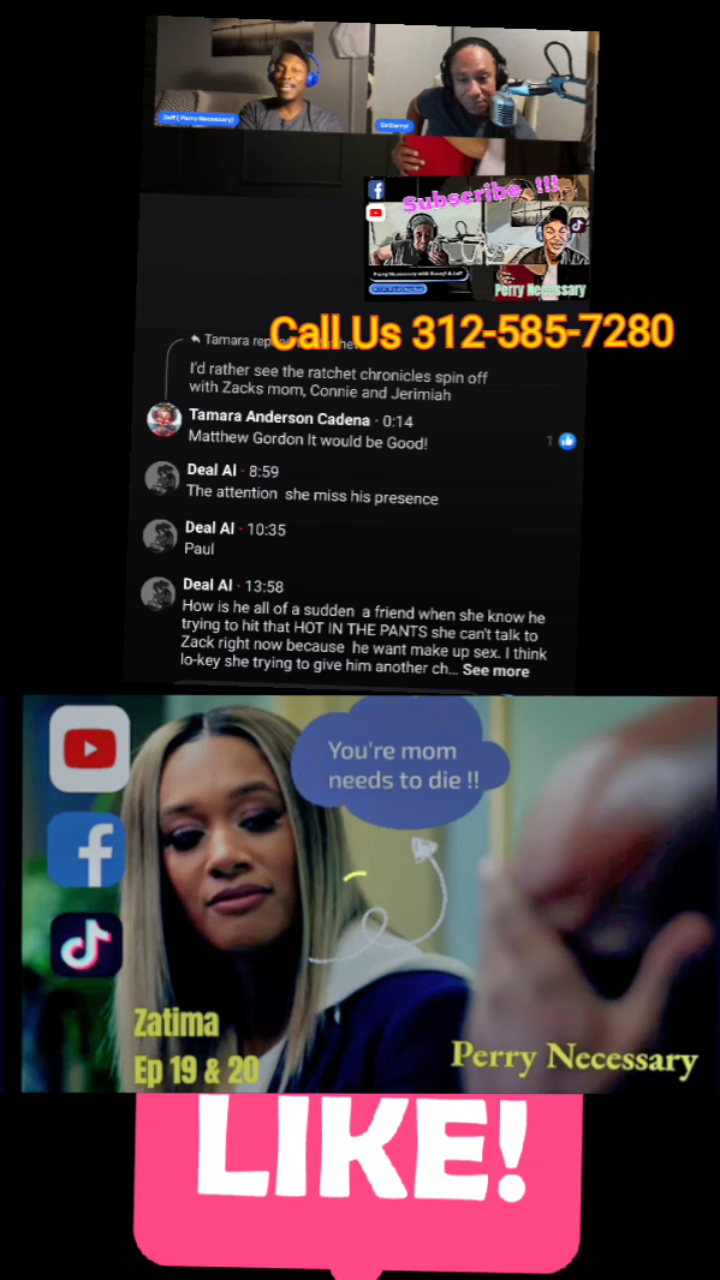 Jeff ( Perry Necessary)
SirDarryl
Subscribe !!!
Perry Necessary with Darryl & Jeff
Perry Necessary
Call Us 312-585-7280
Tamara rep
I'd rather see the ratchet chronicles spin off
with Zacks mom, Connie and Jerimiah
Tamara Anderson Cadena · 0:14
Matthew Gordon It would be Good!
1
Deal Al · 8:59
The attention she miss his presence
Deal Al · 10:35
Paul
Deal Al · 13:58
How is he all of a sudden a friend when she know he
trying to hit that HOT IN THE PANTS she can't talk to
Zack right now because he want make up sex. I think
lo-key she trying to give him another ch... See more
You're mom
needs to die !!
Zatima
Ep 19 & 20
Perry Necessary
LIKE!